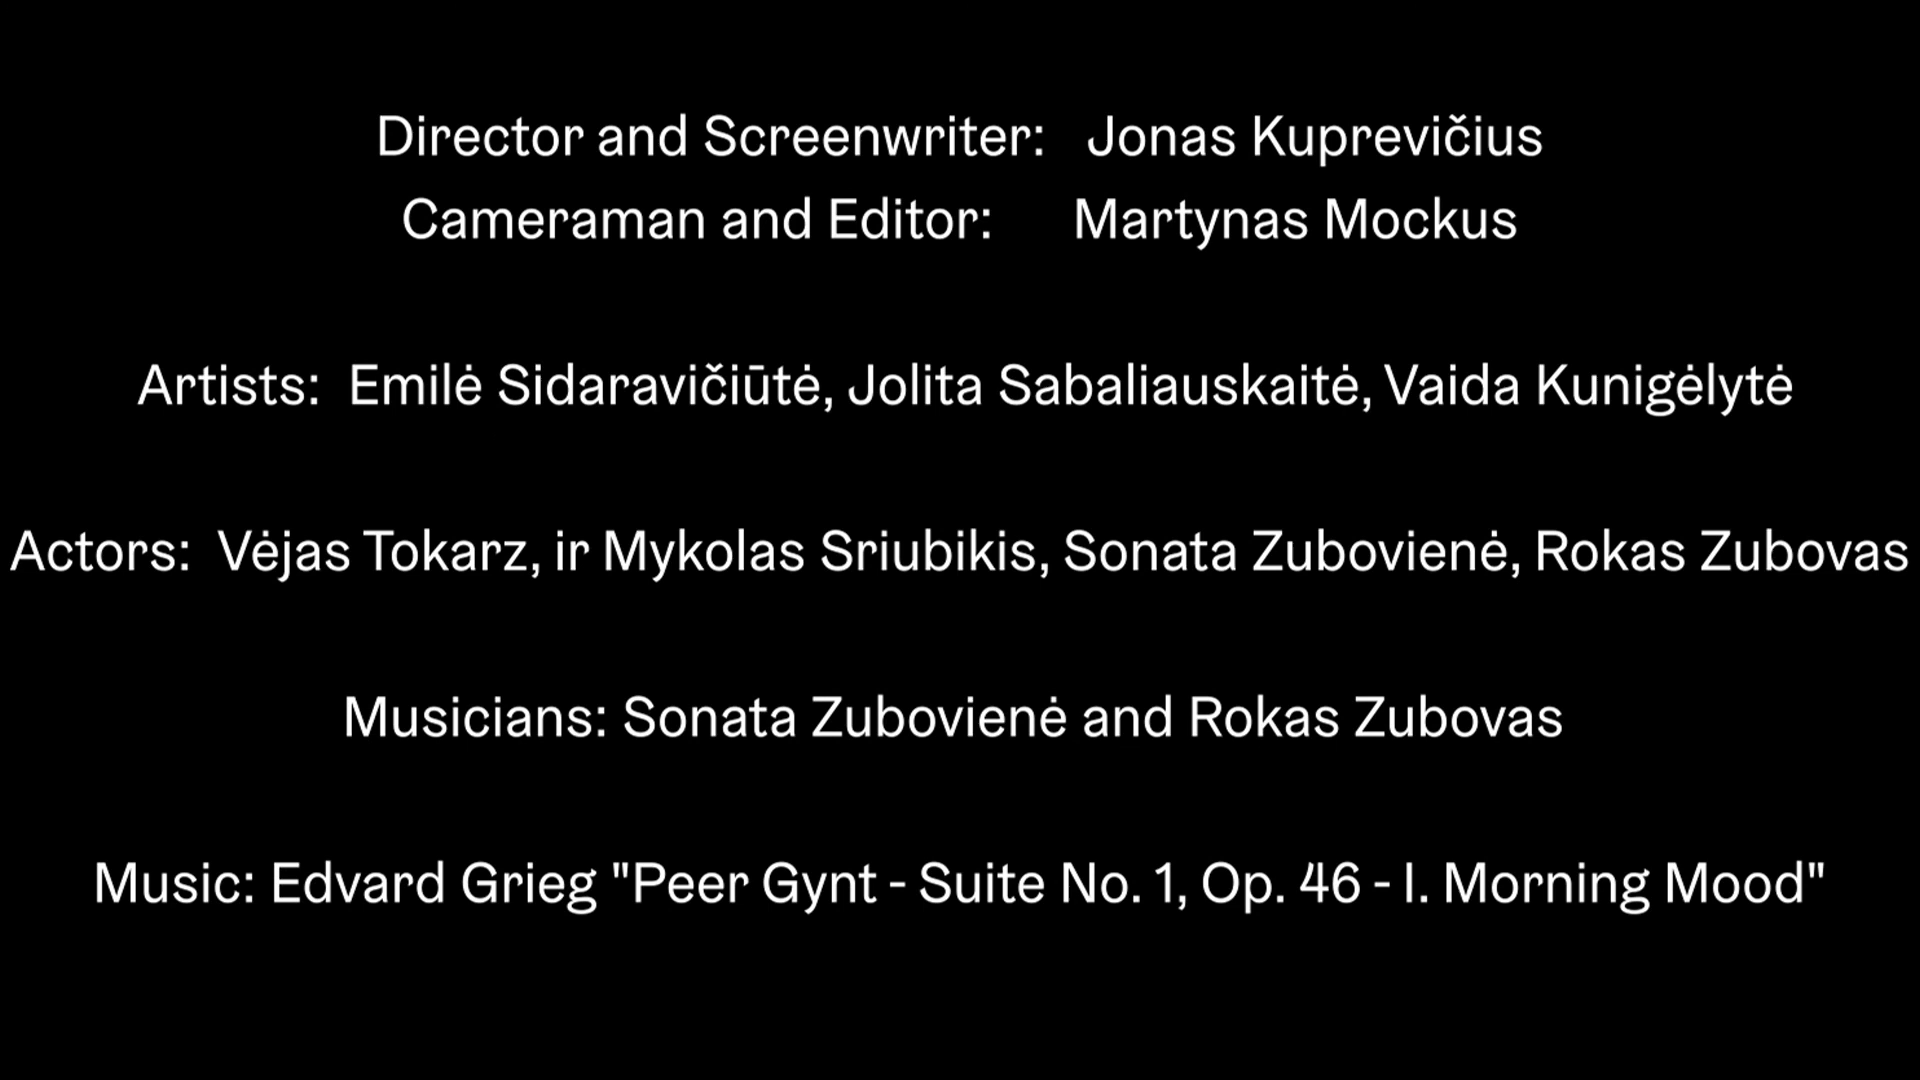 Director and Screenwriter: Jonas Kuprevičius
Cameraman and Editor: Martynas Mockus
Artists: Emilė Sidaravičiūtė, Jolita Sabaliauskaitė, Vaida Kunigėlytė
Actors: Vėjas Tokarz, ir Mykolas Sriubikis, Sonata Zubovienė, Rokas Zubovas
Musicians: Sonata Zubovienė and Rokas Zubovas
Music: Edvard Grieg "Peer Gynt - Suite No. 1, Op. 46 - I. Morning Mood"